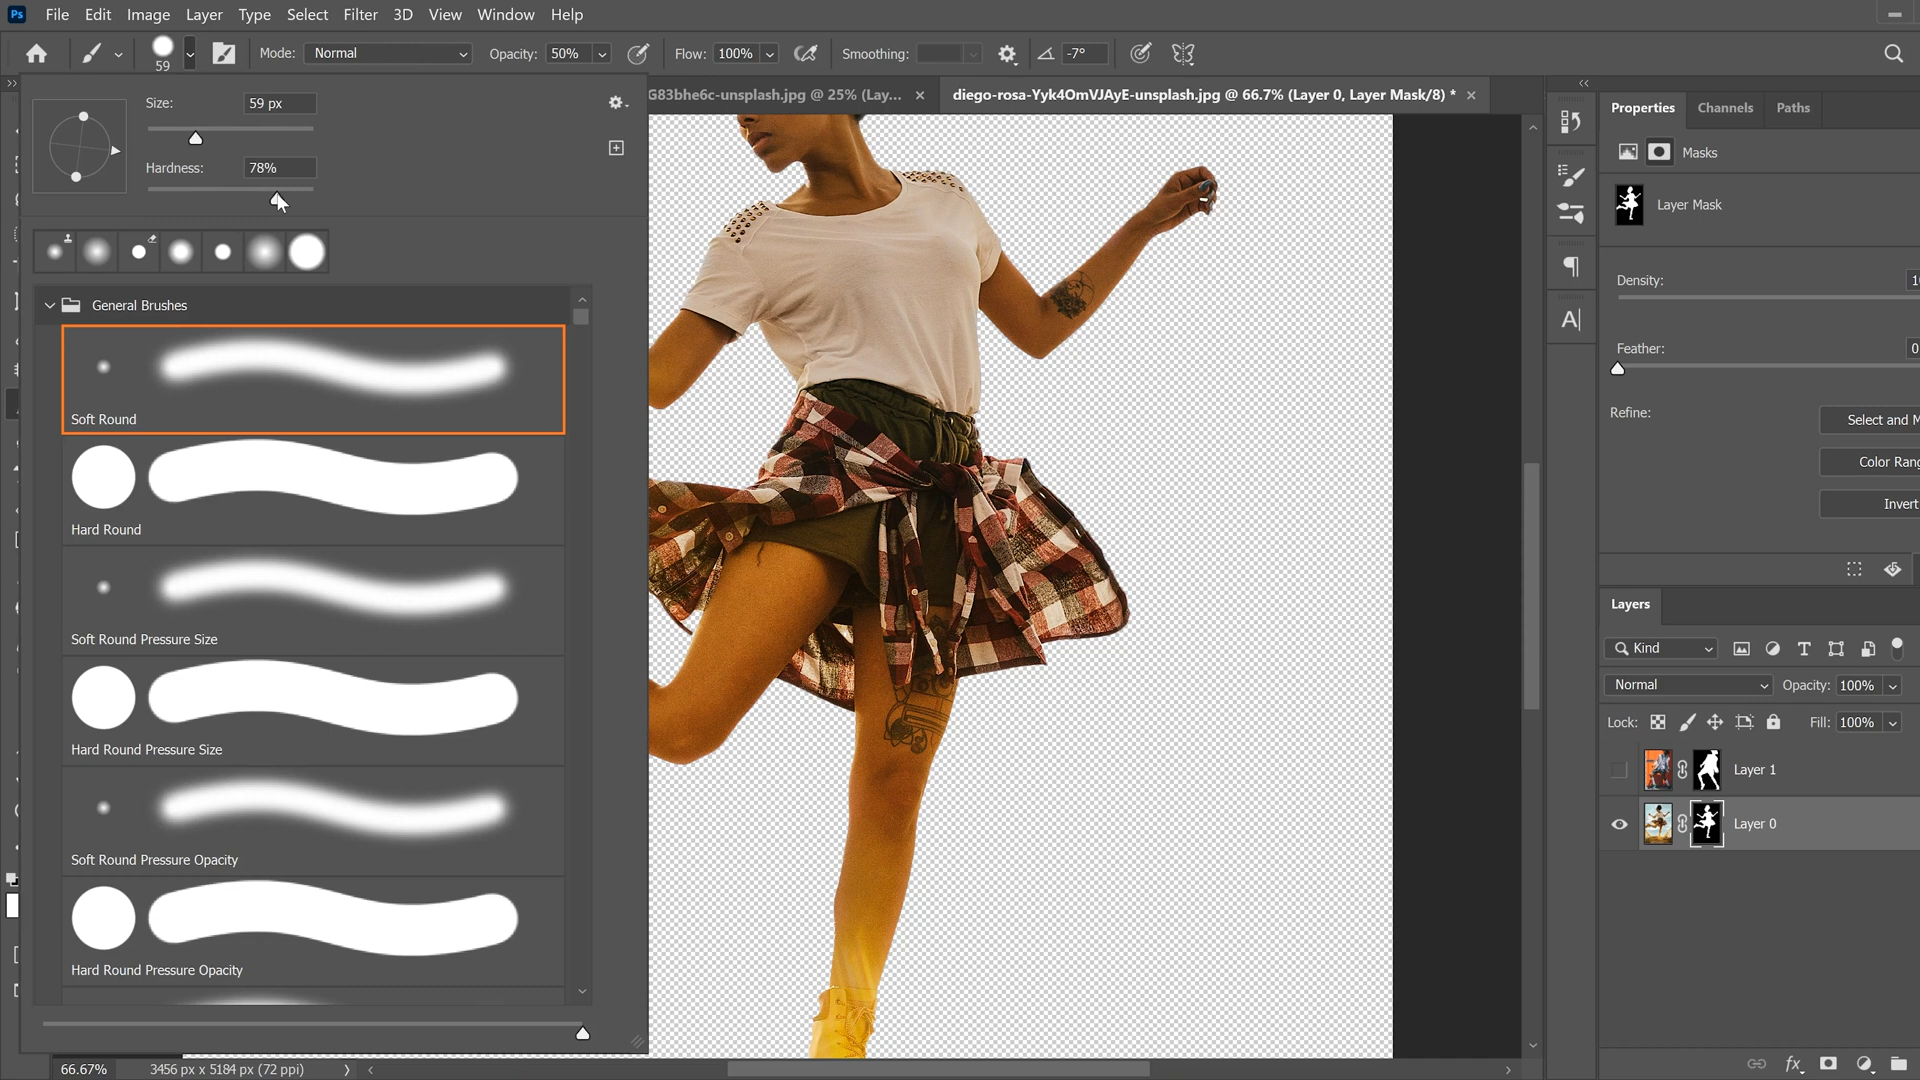 Ps File Edit Image Layer Type Select Filter 3D View Window Help
59 Mode: Normal Opacity: 50% Flow: 100% Smoothing: -7°
G83bhe6c-unsplash.jpg @ 25% (Lay... × diego-rosa-Yyk4OmVJAyE-unsplash.jpg @ 66.7% (Layer 0, Layer Mask/8) * ×
Size: 59 px
Hardness: 78%
General Brushes
Soft Round
Hard Round
Soft Round Pressure Size
Hard Round Pressure Size
Soft Round Pressure Opacity
Hard Round Pressure Opacity
66.67% 3456 px x 5184 px (72 ppi)
Properties Channels Paths
Masks
Layer Mask
Density: 10
Feather: 0
Refine: Select and M
Color Rang
Invert
Layers
Kind
Normal Opacity: 100%
Lock: Fill: 100%
Layer 1
Layer 0
fx